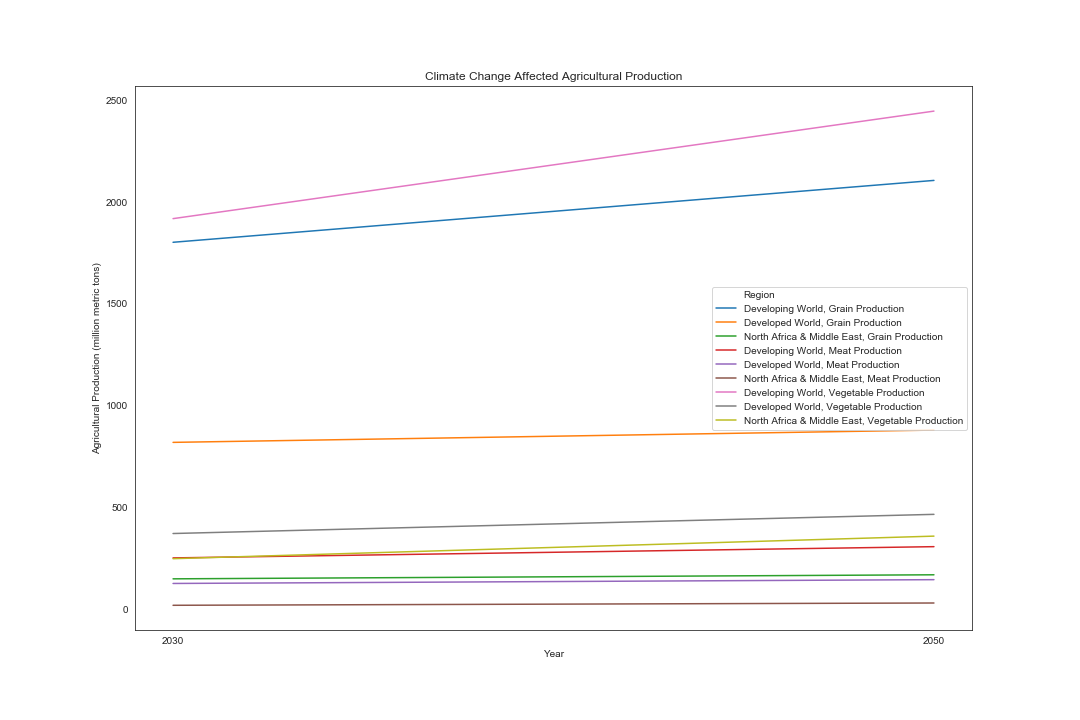 Climate Change Affected Agricultural Production
Agricultural Production (million metric tons)
2500
2000
1500
1000
500
0
Region
Developing World, Grain Production
Developed World, Grain Production
North Africa & Middle East, Grain Production
Developing World, Meat Production
Developed World, Meat Production
North Africa & Middle East, Meat Production
Developing World, Vegetable Production
Developed World, Vegetable Production
North Africa & Middle East, Vegetable Production
2030 2050
Year